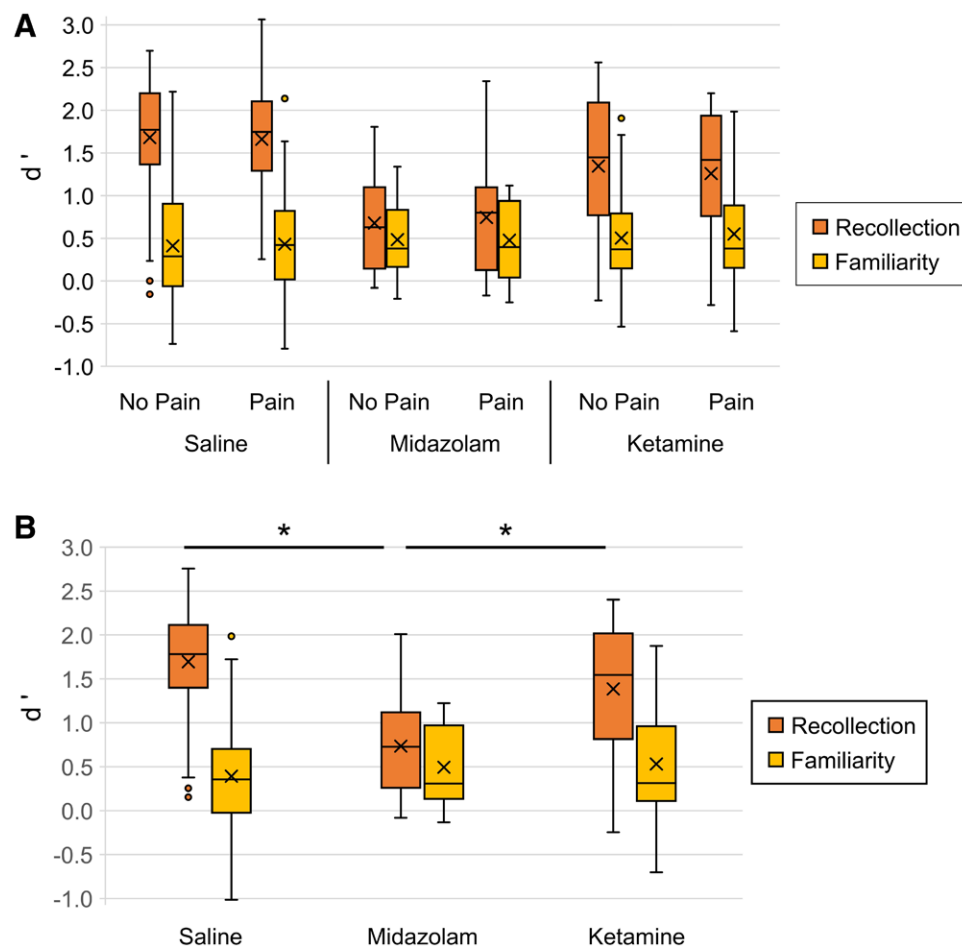 A
3.0
2.5
2.0
1.5
1.0
0.5
0.0
-0.5
-1.0
d '
Recollection
Familiarity
No Pain Pain No Pain Pain No Pain Pain
Saline Midazolam Ketamine
B
* *
3.0
2.5
2.0
1.5
1.0
0.5
0.0
-0.5
-1.0
d '
Recollection
Familiarity
Saline Midazolam Ketamine